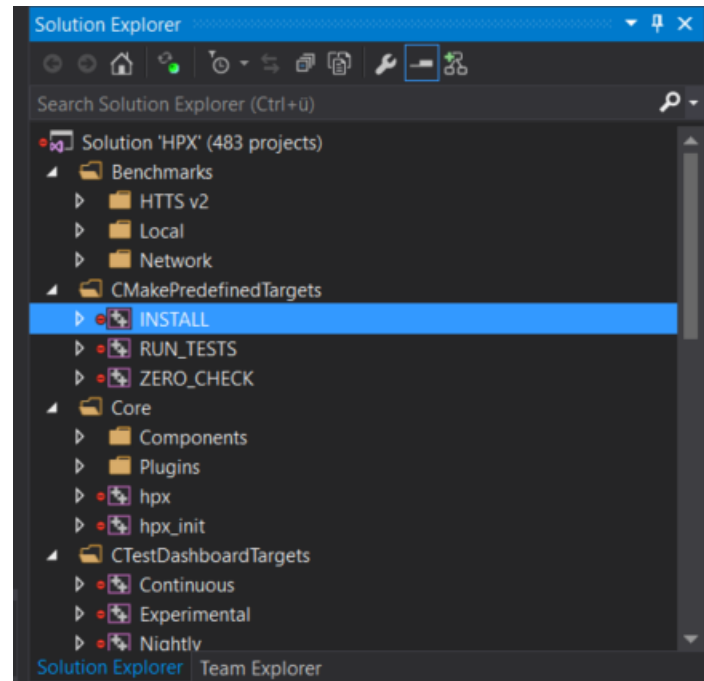 Solution Explorer
Search Solution Explorer (Ctrl+ü)
Solution 'HPX' (483 projects)
Benchmarks
HTTS v2
Local
Network
CMakePredefinedTargets
INSTALL
RUN_TESTS
ZERO_CHECK
Core
Components
Plugins
hpx
hpx_init
CTestDashboardTargets
Continuous
Experimental
Nightly
Solution Explorer Team Explorer